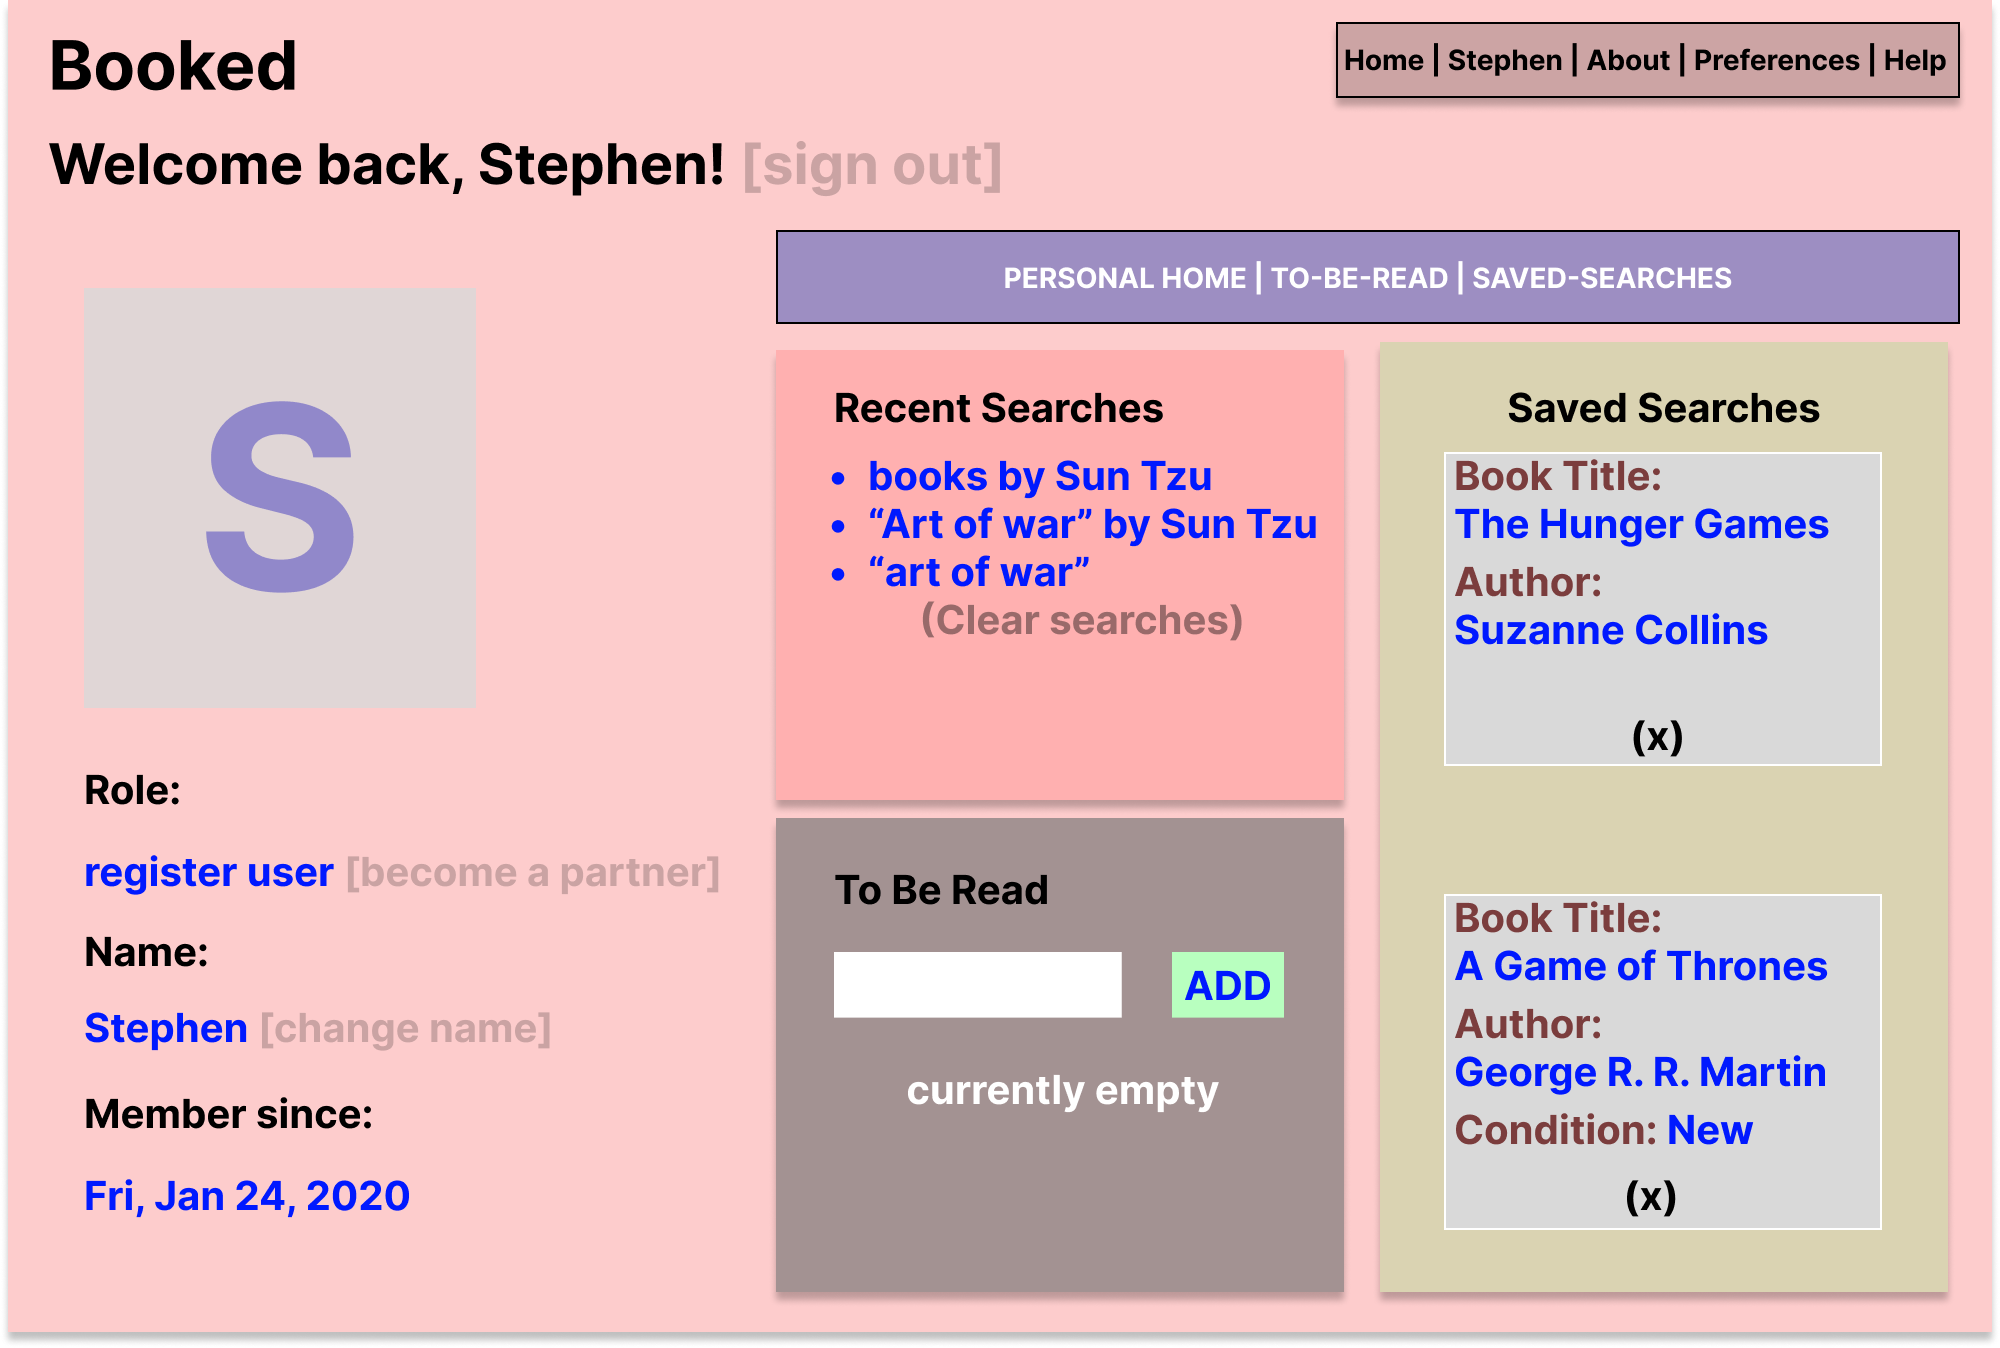 Booked
Home | Stephen | About | Preferences | Help
Welcome back, Stephen! [sign out]
PERSONAL HOME | TO-BE-READ | SAVED-SEARCHES
S
Role:
register user [become a partner]
Name:
Stephen [change name]
Member since:
Fri, Jan 24, 2020
Recent Searches
• books by Sun Tzu
• “Art of war” by Sun Tzu
• “art of war”
(Clear searches)
To Be Read
ADD
currently empty
Saved Searches
Book Title:
The Hunger Games
Author:
Suzanne Collins
(x)
Book Title:
A Game of Thrones
Author:
George R. R. Martin
Condition: New
(x)